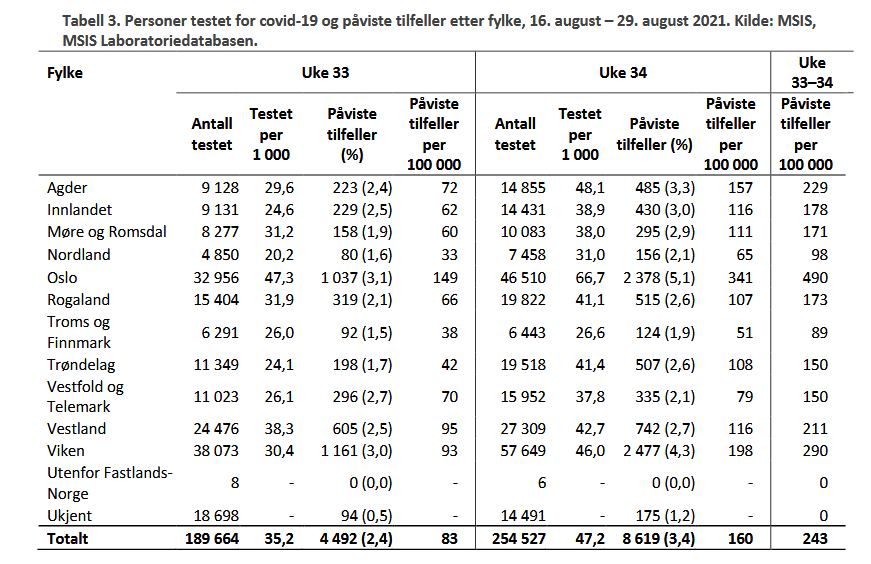 Tabell 3. Personer testet for covid-19 og påviste tilfeller etter fylke, 16. august – 29. august 2021. Kilde: MSIS,
MSIS Laboratoriedatabasen.
Fylke Uke 33 Uke 34 Uke 33–34
Antall testet Testet per 1 000 Påviste tilfeller (%) Påviste tilfeller per 100 000 Antall testet Testet per 1 000 Påviste tilfeller (%) Påviste tilfeller per 100 000 Påviste tilfeller per 100 000
Agder 9 128 29,6 223 (2,4) 72 14 855 48,1 485 (3,3) 157 229
Innlandet 9 131 24,6 229 (2,5) 62 14 431 38,9 430 (3,0) 116 178
Møre og Romsdal 8 277 31,2 158 (1,9) 60 10 083 38,0 295 (2,9) 111 171
Nordland 4 850 20,2 80 (1,6) 33 7 458 31,0 156 (2,1) 65 98
Oslo 32 956 47,3 1 037 (3,1) 149 46 510 66,7 2 378 (5,1) 341 490
Rogaland 15 404 31,9 319 (2,1) 66 19 822 41,1 515 (2,6) 107 173
Troms og Finnmark 6 291 26,0 92 (1,5) 38 6 443 26,6 124 (1,9) 51 89
Trøndelag 11 349 24,1 198 (1,7) 42 19 518 41,4 507 (2,6) 108 150
Vestfold og Telemark 11 023 26,1 296 (2,7) 70 15 952 37,8 335 (2,1) 79 150
Vestland 24 476 38,3 605 (2,5) 95 27 309 42,7 742 (2,7) 116 211
Viken 38 073 30,4 1 161 (3,0) 93 57 649 46,0 2 477 (4,3) 198 290
Utenfor Fastlands-Norge 8 - 0 (0,0) - 6 - 0 (0,0) - 0
Ukjent 18 698 - 94 (0,5) - 14 491 - 175 (1,2) - 0
Totalt 189 664 35,2 4 492 (2,4) 83 254 527 47,2 8 619 (3,4) 160 243